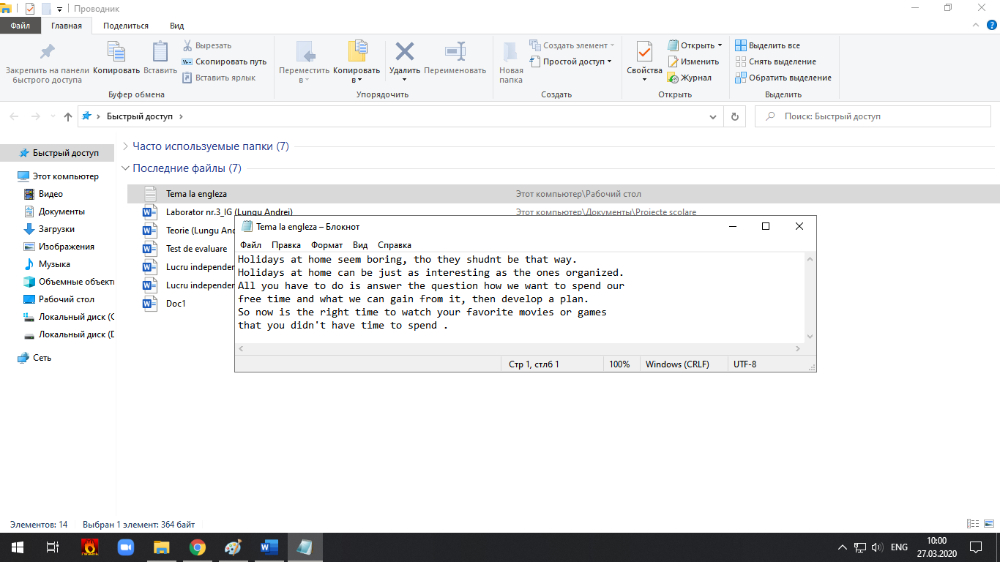 Проводник
Файл
Главная
Поделиться
Вид
Закрепить на панели
быстрого доступа
Копировать
Вставить
Вырезать
Скопировать путь
Вставить ярлык
Буфер обмена
Переместить
в
Копировать
в
Удалить
Переименовать
Упорядочить
Новая
папка
Создать элемент
Простой доступ
Создать
Свойства
Открыть
Изменить
Журнал
Открыть
Выделить все
Снять выделение
Обратить выделение
Выделить
Быстрый доступ
Поиск: Быстрый доступ
Быстрый доступ
Этот компьютер
Видео
Документы
Загрузки
Изображения
Музыка
Объемные объекты
Рабочий стол
Локальный диск (C
Локальный диск (D
Сеть
Часто используемые папки (7)
Последние файлы (7)
Tema la engleza Этот компьютер\Рабочий стол
Laborator nr.3_IG (Lungu Andrei) Этот компьютер\Документы\Proiecte scolare
Teorie (Lungu And
Test de evaluare
Lucru independen
Lucru independen
Doc1
Tema la engleza – Блокнот
Файл Правка Формат Вид Справка
Holidays at home seem boring, tho they shudnt be that way.
Holidays at home can be just as interesting as the ones organized.
All you have to do is answer the question how we want to spend our
free time and what we can gain from it, then develop a plan.
So now is the right time to watch your favorite movies or games
that you didn't have time to spend .
Стр 1, стлб 1 100% Windows (CRLF) UTF-8
Элементов: 14 Выбран 1 элемент: 364 байт
ENG
10:00
27.03.2020